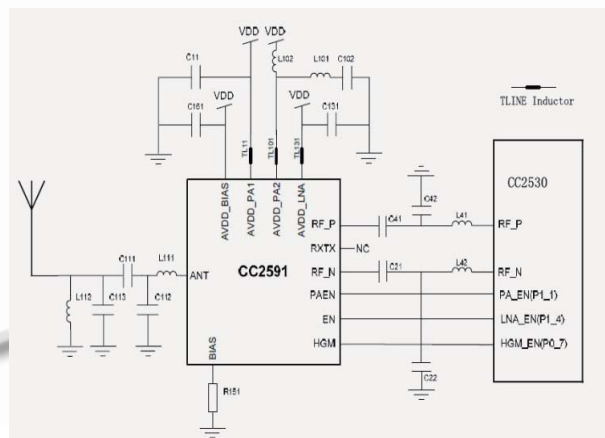 VDD
VDD
L102
C11
L101
C102
VDD
VDD
C161
C131
TLINE Inductor
TL11
TL101
TL131
AVDD_BIAS
AVDD_PA1
AVDD_PA2
AVDD_LNA
CC2530
C42
RF_P
C41
L41
RF_P
RXTX
NC
C111
L111
ANT
CC2591
RF_N
C21
L42
RF_N
PAEN
PA_EN(P1_1)
L112
C113
C112
EN
LNA_EN(P1_4)
HGM
HGM_EN(P0_7)
BIAS
C22
R151